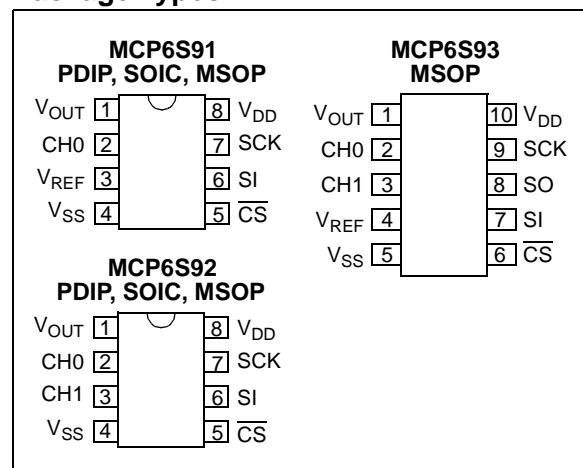 MCP6S91
PDIP, SOIC, MSOP
VOUT 1 8 VDD
CH0 2 7 SCK
VREF 3 6 SI
VSS 4 5 CS
MCP6S92
PDIP, SOIC, MSOP
VOUT 1 8 VDD
CH0 2 7 SCK
CH1 3 6 SI
VSS 4 5 CS
MCP6S93
MSOP
VOUT 1 10 VDD
CH0 2 9 SCK
CH1 3 8 SO
VREF 4 7 SI
VSS 5 6 CS